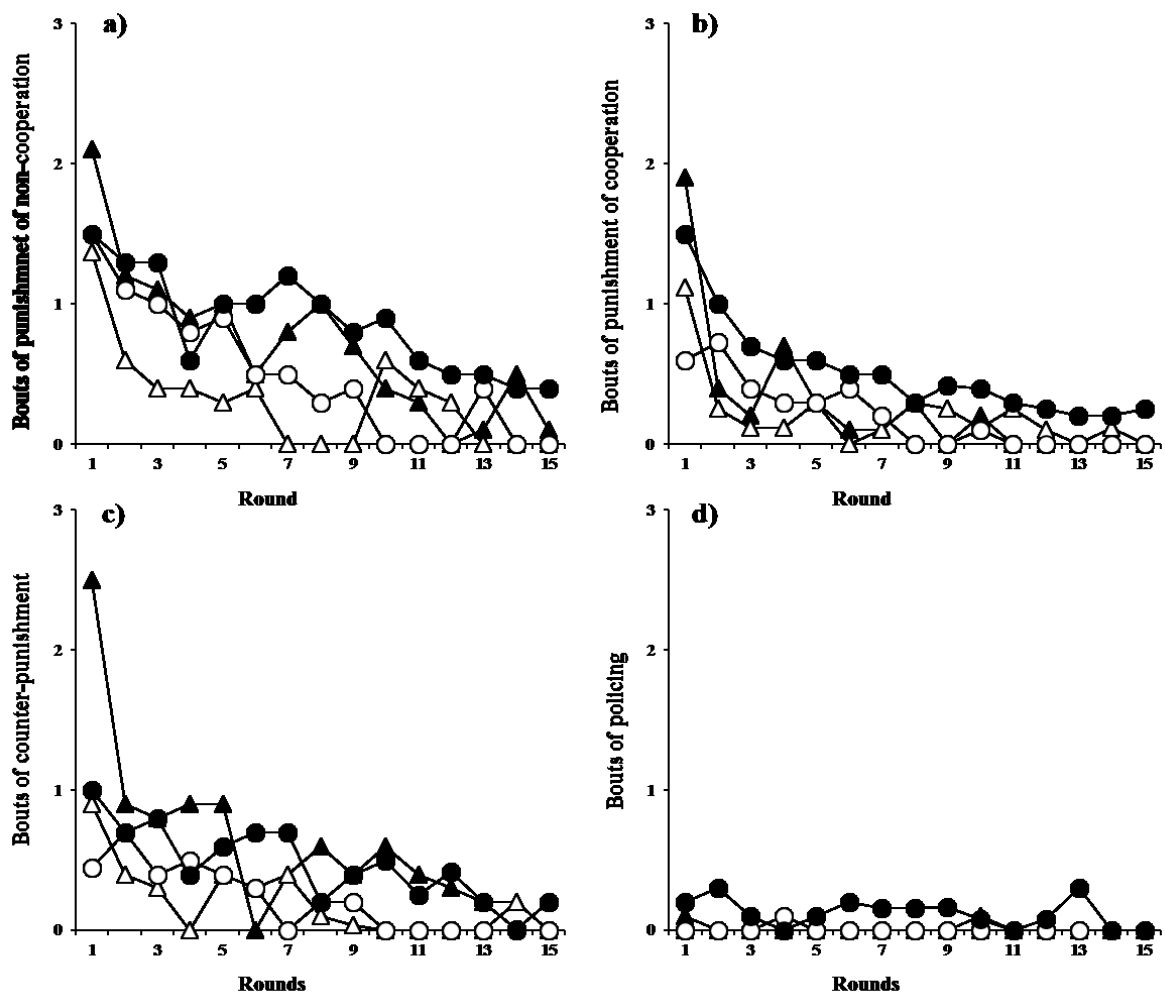 a)
Bouts of punishmnet of non-cooperation
3
2
1
0
1 3 5 7 9 11 13 15
Round
b)
Bouts of punishment of cooperation
3
2
1
0
1 3 5 7 9 11 13 15
Round
c)
Bouts of counter-punishment
3
2
1
0
1 3 5 7 9 11 13 15
Rounds
d)
Bouts of policing
3
2
1
0
1 3 5 7 9 11 13 15
Rounds